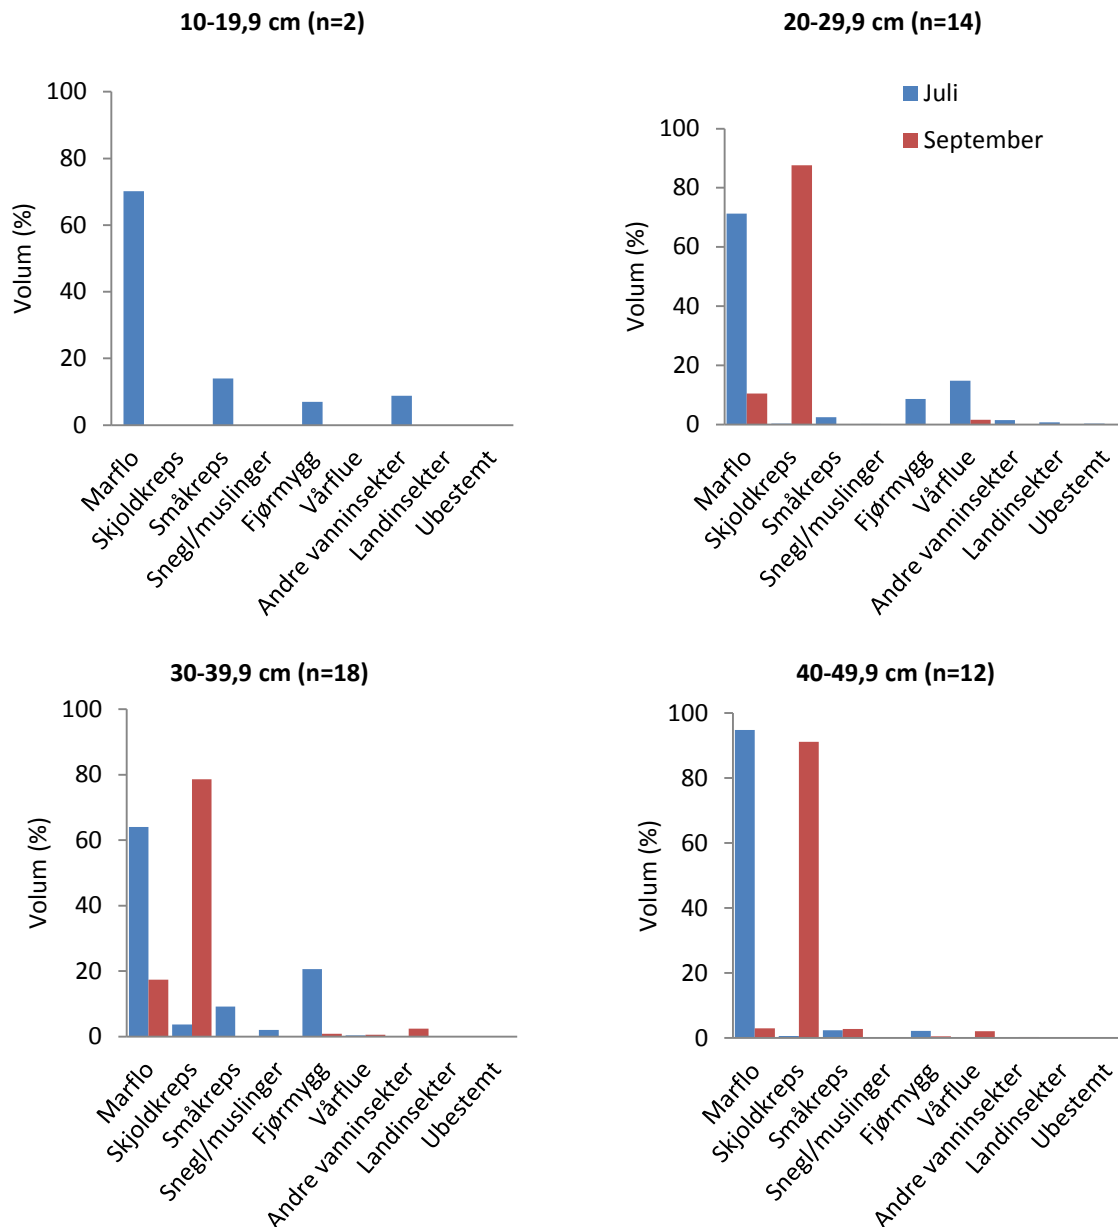 10-19,9 cm (n=2)
Volum (%)
100
80
60
40
20
0
Marflo
Skjoldkreps
Småkreps
Snegl/muslinger
Fjørmygg
Vårflue
Andre vanninsekter
Landinsekter
Ubestemt
20-29,9 cm (n=14)
Juli
September
Volum (%)
100
80
60
40
20
0
Marflo
Skjoldkreps
Småkreps
Snegl/muslinger
Fjørmygg
Vårflue
Andre vanninsekter
Landinsekter
Ubestemt
30-39,9 cm (n=18)
Volum (%)
100
80
60
40
20
0
Marflo
Skjoldkreps
Småkreps
Snegl/muslinger
Fjørmygg
Vårflue
Andre vanninsekter
Landinsekter
Ubestemt
40-49,9 cm (n=12)
Volum (%)
100
80
60
40
20
0
Marflo
Skjoldkreps
Småkreps
Snegl/muslinger
Fjørmygg
Vårflue
Andre vanninsekter
Landinsekter
Ubestemt